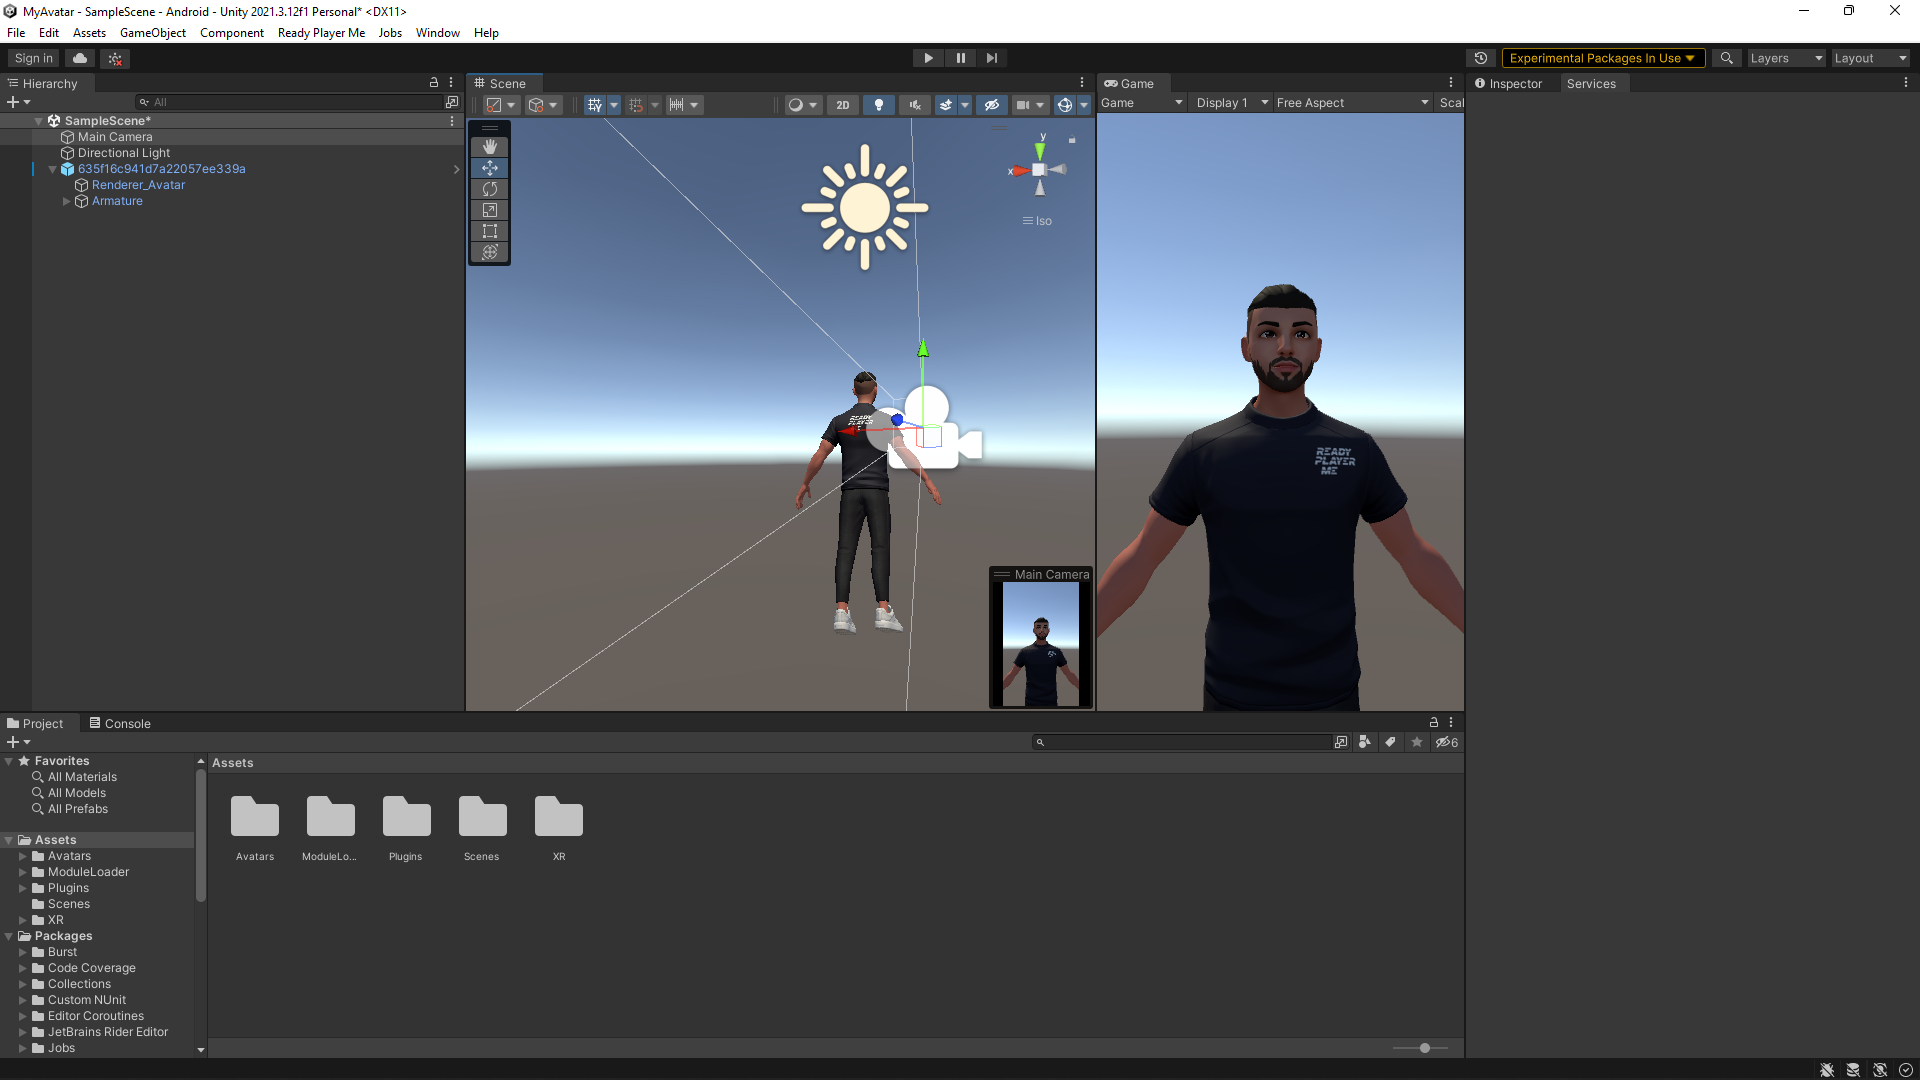 MyAvatar - SampleScene - Android - Unity 2021.3.12f1 Personal* <DX11>
File Edit Assets GameObject Component Ready Player Me Jobs Window Help
Sign in
Experimental Packages In Use
Layers
Layout
Hierarchy
All
SampleScene*
Main Camera
Directional Light
635f16c941d7a22057ee339a
Renderer_Avatar
Armature
Scene
2D
y
x
Iso
READY
PLAYER
Main Camera
Game
Game
Display 1
Free Aspect
Scal
READY
PLAYER
ME
Inspector
Services
Project
Console
6
Favorites
All Materials
All Models
All Prefabs
Assets
Avatars
ModuleLoader
Plugins
Scenes
XR
Packages
Burst
Code Coverage
Collections
Custom NUnit
Editor Coroutines
JetBrains Rider Editor
Jobs
Assets
Avatars
ModuleLo...
Plugins
Scenes
XR